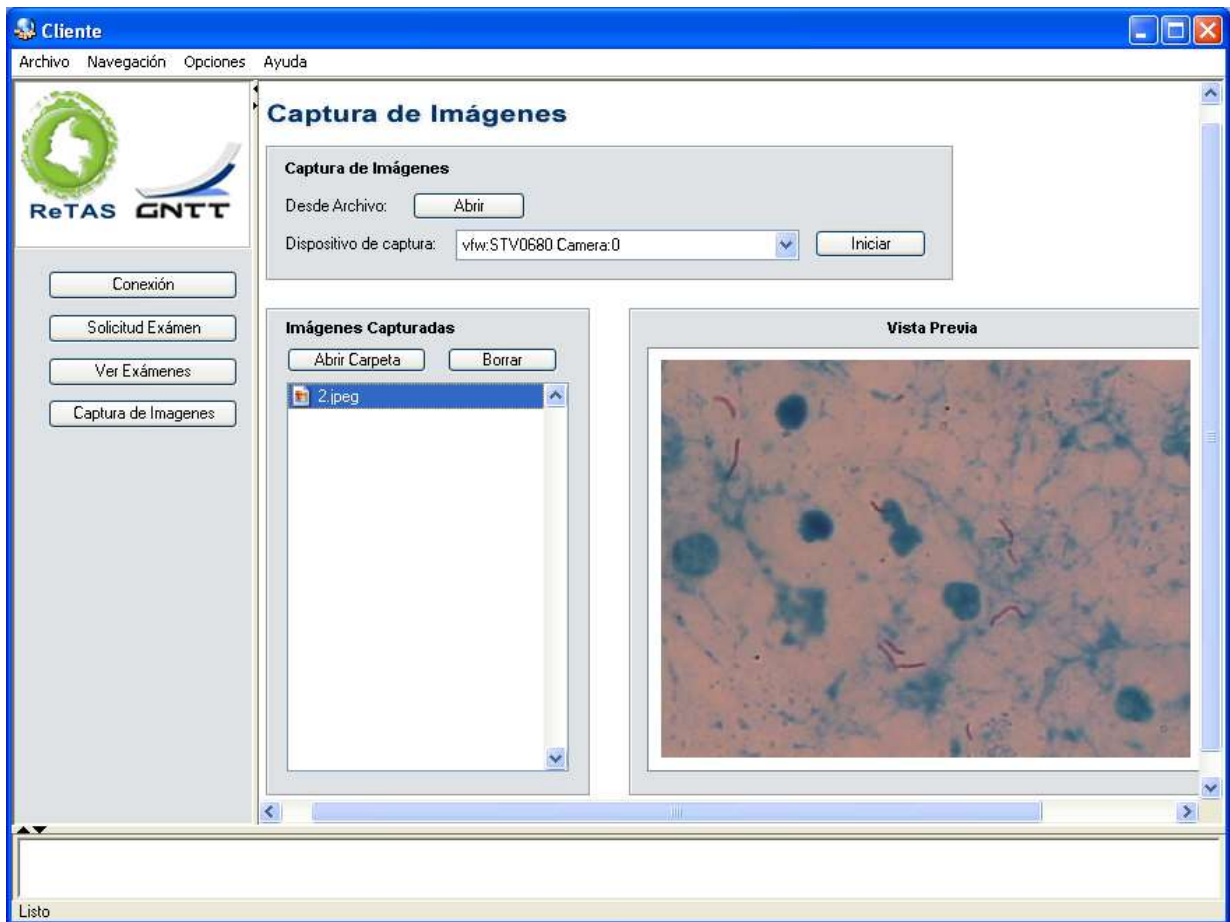 Cliente
Archivo Navegación Opciones Ayuda
ReTAS GNTT
Conexión
Solicitud Exámen
Ver Exámenes
Captura de Imagenes
Captura de Imágenes
Captura de Imágenes
Desde Archivo: Abrir
Dispositivo de captura: vfw:STV0680 Camera:0 Iniciar
Imágenes Capturadas
Abrir Carpeta Borrar
2.jpeg
Vista Previa
Listo